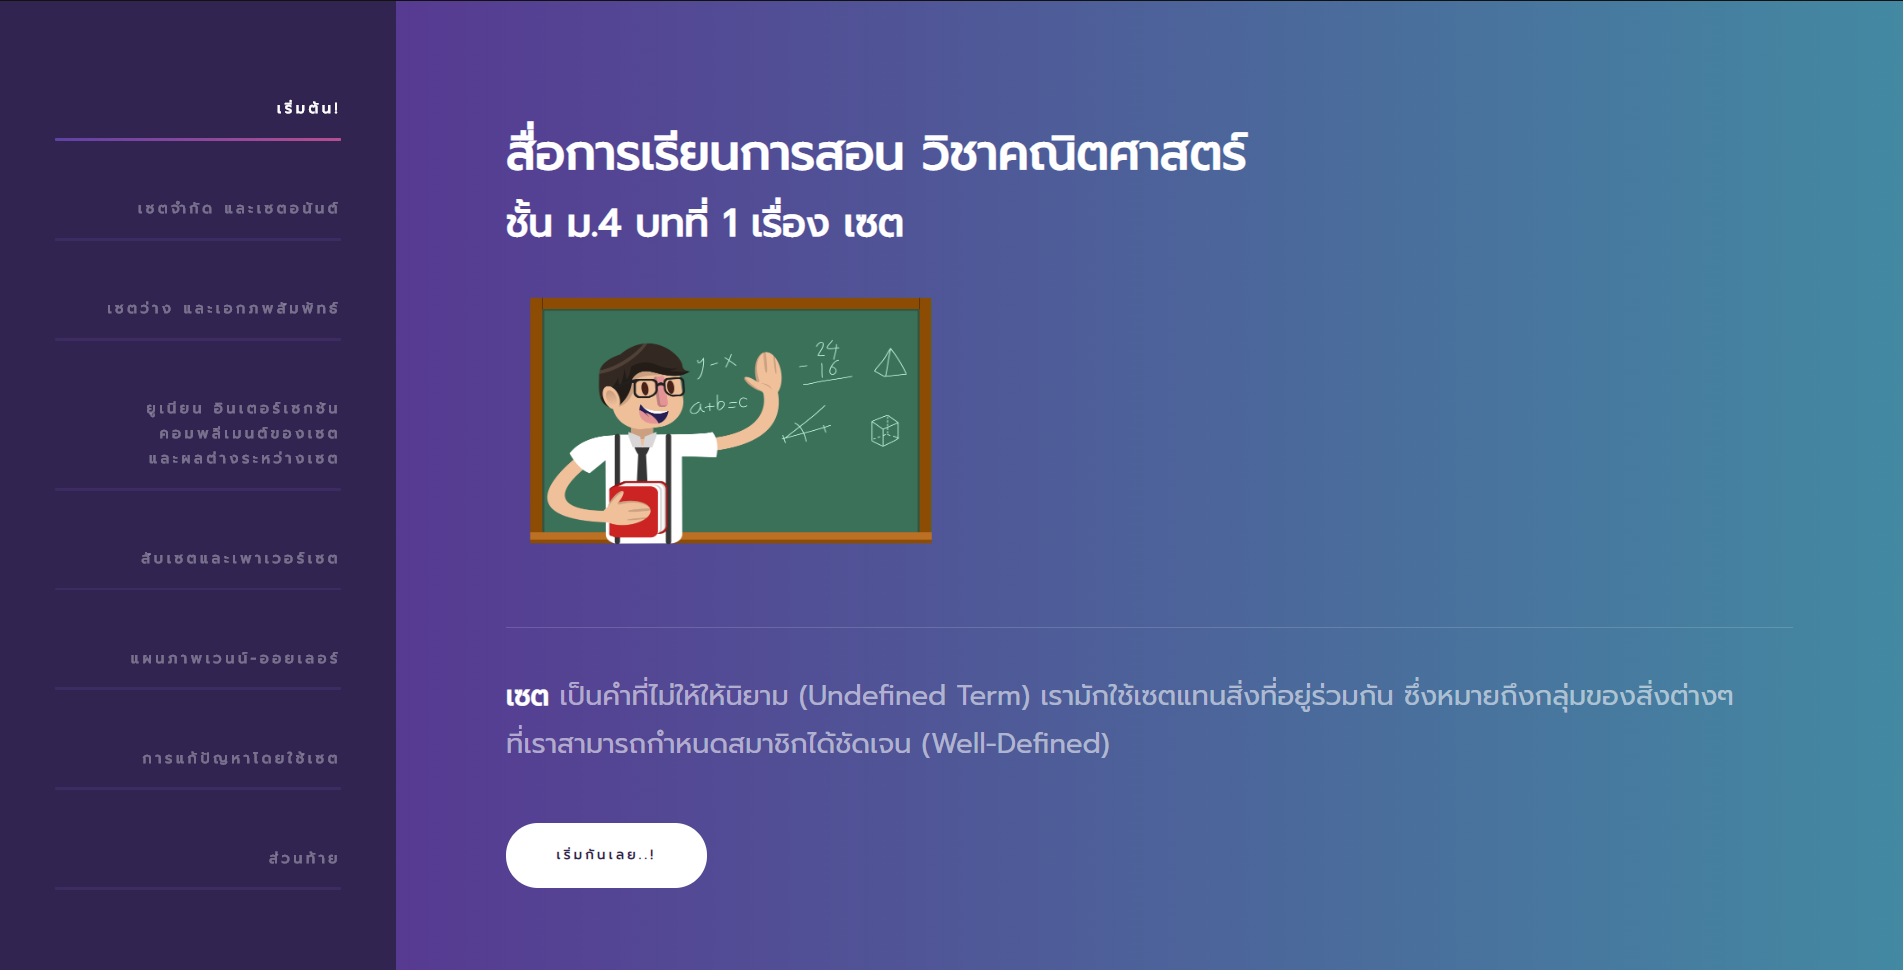 เริ่มต้น!
เซตจำกัด และเซตอนันต์
เซตว่าง และเอกภพสัมพัทธ์
ยูเนียน อินเตอร์เซกชัน
คอมพลีเมนต์ของเซต
และผลต่างระหว่างเซต
สับเซตและเพาเวอร์เซต
แผนภาพเวนน์-ออยเลอร์
การแก้ปัญหาโดยใช้เซต
ส่วนท้าย
สื่อการเรียนการสอน วิชาคณิตศาสตร์
ชั้น ม.4 บทที่ 1 เรื่อง เซต
y - x
a+b=c
24
- 16
เซต เป็นคำที่ไม่ให้ให้นิยาม (Undefined Term) เรามักใช้เซตแทนสิ่งที่อยู่ร่วมกัน ซึ่งหมายถึงกลุ่มของสิ่งต่างๆ
ที่เราสามารถกำหนดสมาชิกได้ชัดเจน (Well-Defined)
เริ่มกันเลย..!